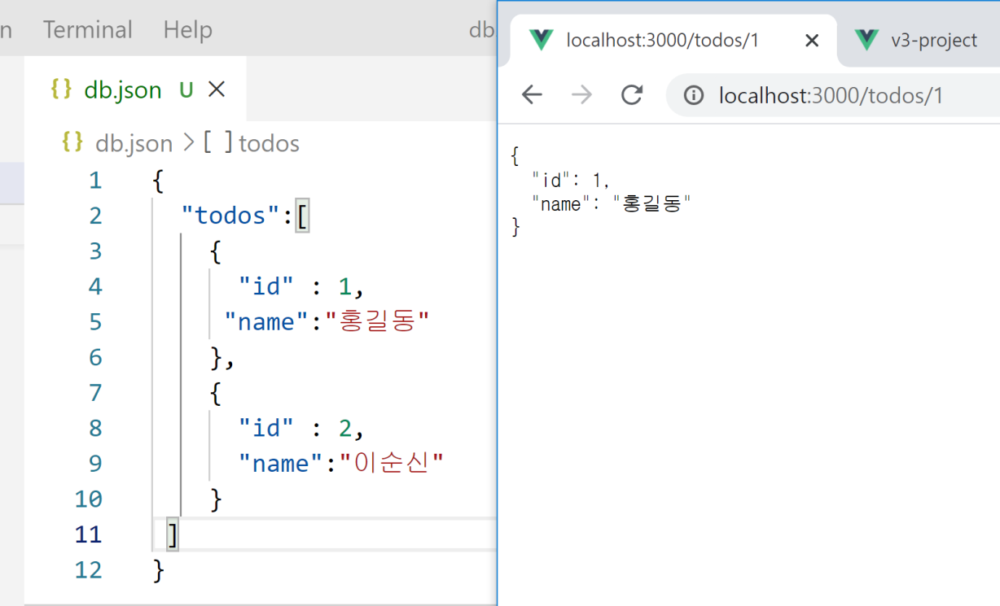 n Terminal Help db
{} db.json U ×
{} db.json > [ ] todos
1 {
2 "todos":[
3 {
4 "id" : 1,
5 "name":"홍길동"
6 },
7 {
8 "id" : 2,
9 "name":"이순신"
10 }
11 ]
12 }
localhost:3000/todos/1 × v3-project
localhost:3000/todos/1
{
"id": 1,
"name": "홍길동"
}